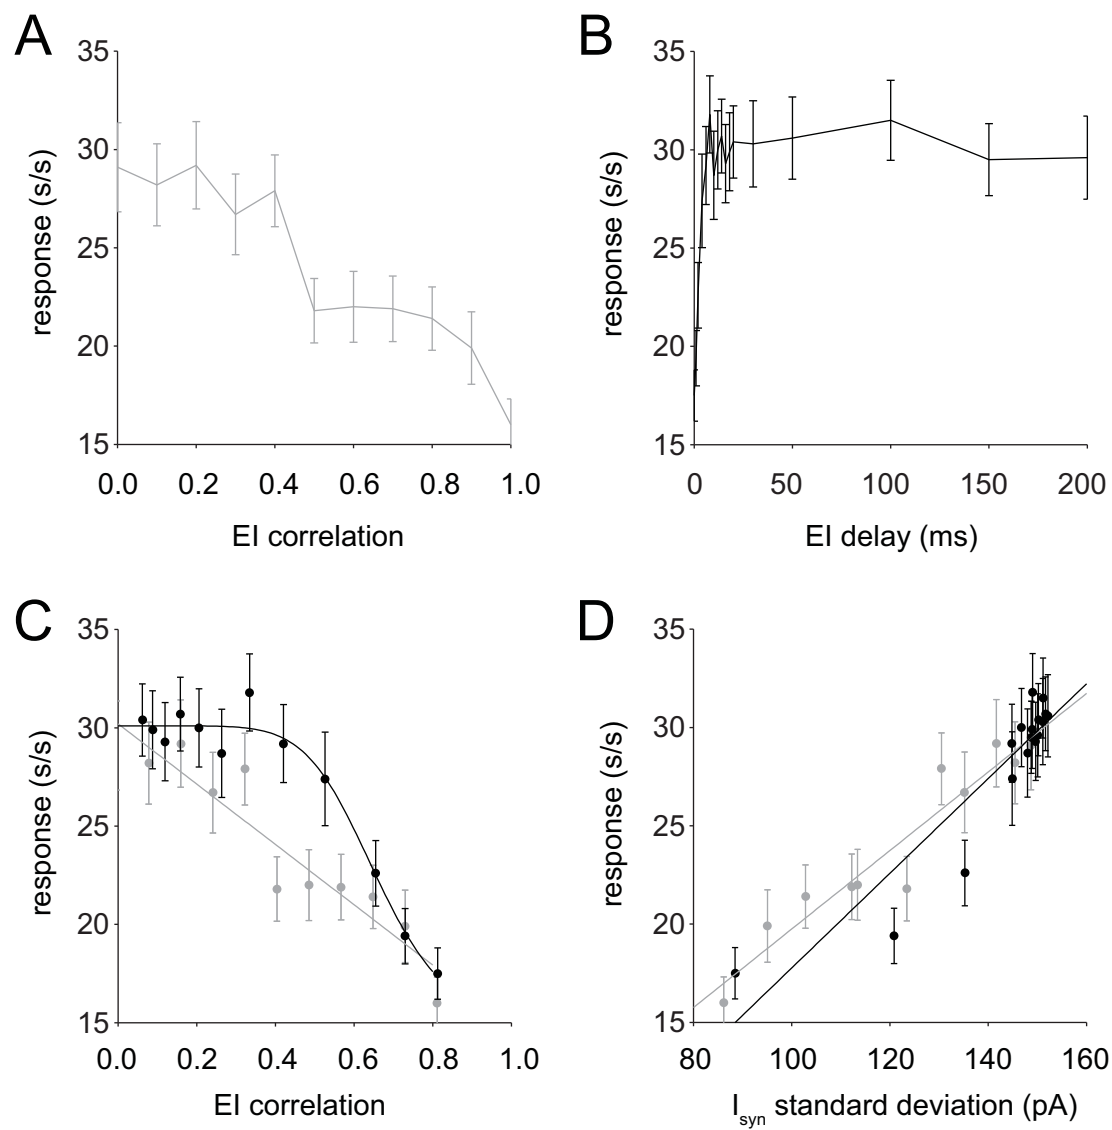 A
35
30
25
20
15
response (s/s)
0.0 0.2 0.4 0.6 0.8 1.0
EI correlation
B
35
30
25
20
15
response (s/s)
0 50 100 150 200
EI delay (ms)
C
35
30
25
20
15
response (s/s)
0.0 0.2 0.4 0.6 0.8 1.0
EI correlation
D
35
30
25
20
15
response (s/s)
80 100 120 140 160
Isyn standard deviation (pA)